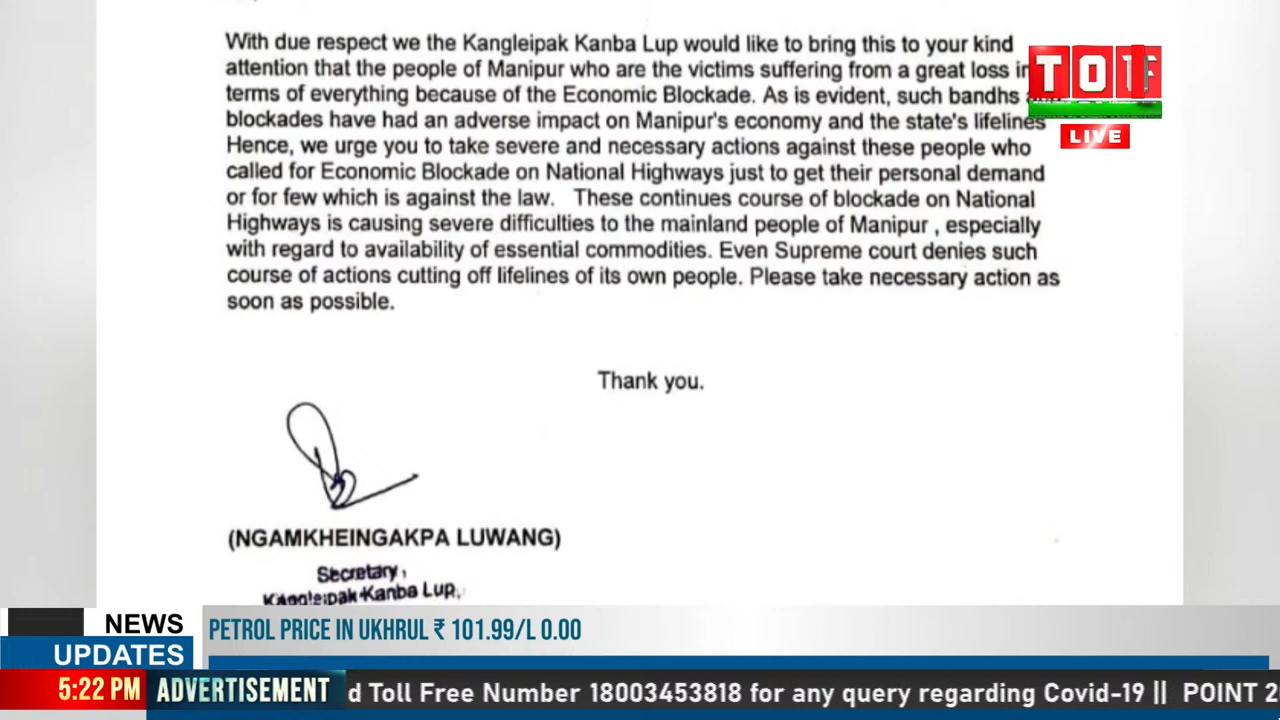 With due respect we the Kangleipak Kanba Lup would like to bring this to your kind
attention that the people of Manipur who are the victims suffering from a great loss in
terms of everything because of the Economic Blockade. As is evident, such bandhs
blockades have had an adverse impact on Manipur's economy and the state's lifelines
Hence, we urge you to take severe and necessary actions against these people who
called for Economic Blockade on National Highways just to get their personal demand
or for few which is against the law. These continues course of blockade on National
Highways is causing severe difficulties to the mainland people of Manipur , especially
with regard to availability of essential commodities. Even Supreme court denies such
course of actions cutting off lifelines of its own people. Please take necessary action as
soon as possible.
Thank you.
(NGAMKHEINGAKPA LUWANG)
Secretary,
Kangleipak Kanba Lup,
LIVE
NEWS
UPDATES
PETROL PRICE IN UKHRUL ₹ 101.99/L 0.00
5:22 PM
ADVERTISEMENT
d Toll Free Number 18003453818 for any query regarding Covid-19 || POINT 2